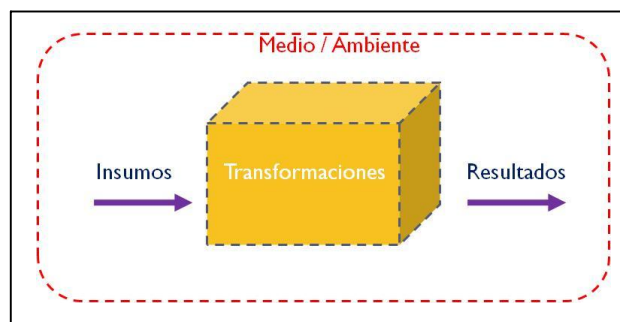 Medio / Ambiente
Insumos
Transformaciones
Resultados